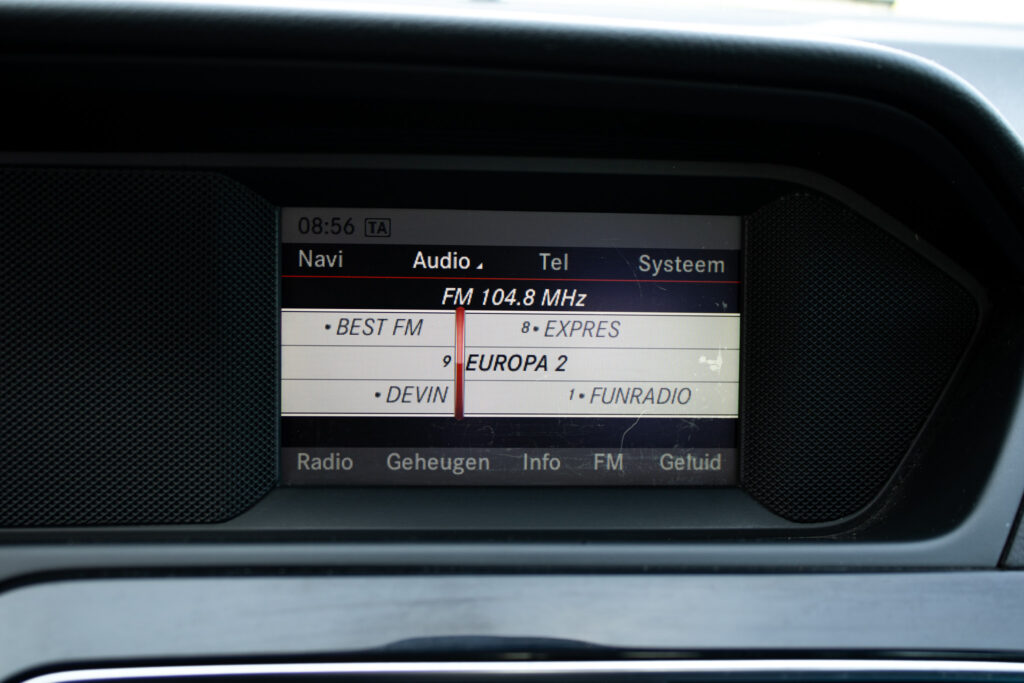 08:56 TA
Navi Audio Tel Systeem
FM 104.8 MHz
• BEST FM 8• EXPRES
9 EUROPA 2
• DEVIN 1• FUNRADIO
Radio Geheugen Info FM Geluid